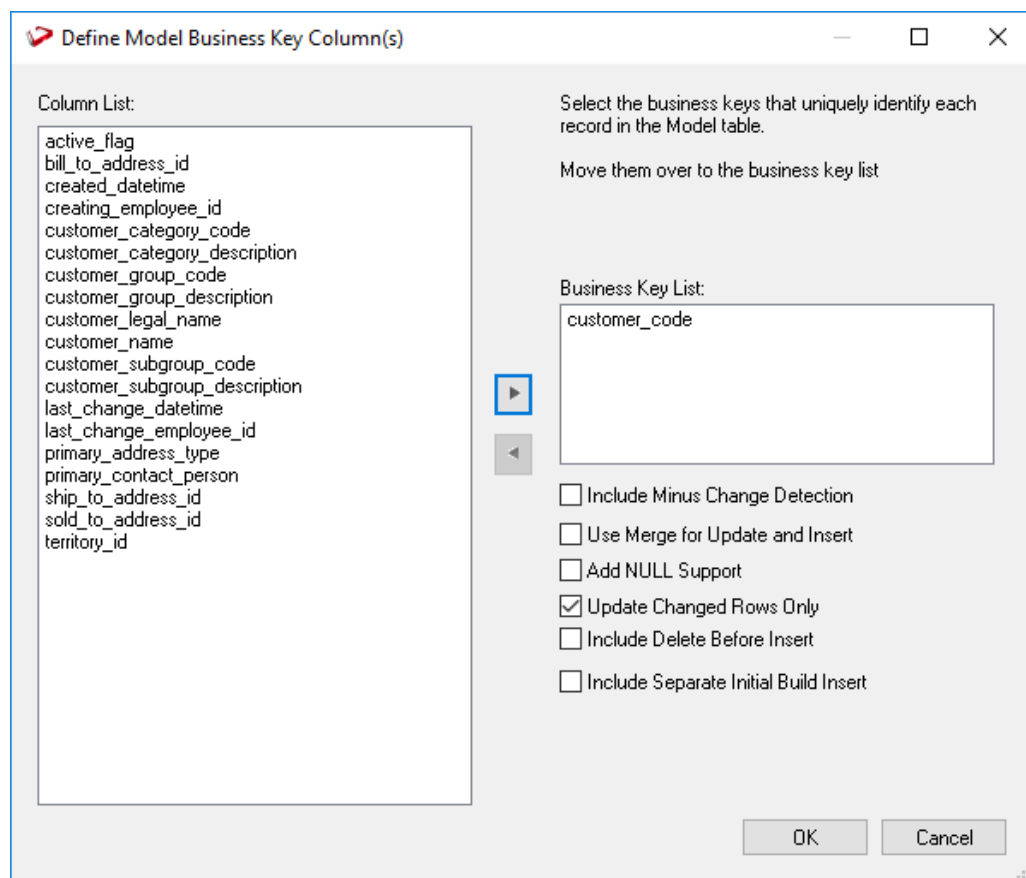 Define Model Business Key Column(s)
Column List:
active_flag
bill_to_address_id
created_datetime
creating_employee_id
customer_category_code
customer_category_description
customer_group_code
customer_group_description
customer_legal_name
customer_name
customer_subgroup_code
customer_subgroup_description
last_change_datetime
last_change_employee_id
primary_address_type
primary_contact_person
ship_to_address_id
sold_to_address_id
territory_id
Select the business keys that uniquely identify each
record in the Model table.
Move them over to the business key list
Business Key List:
customer_code
Include Minus Change Detection
Use Merge for Update and Insert
Add NULL Support
Update Changed Rows Only
Include Delete Before Insert
Include Separate Initial Build Insert
OK
Cancel